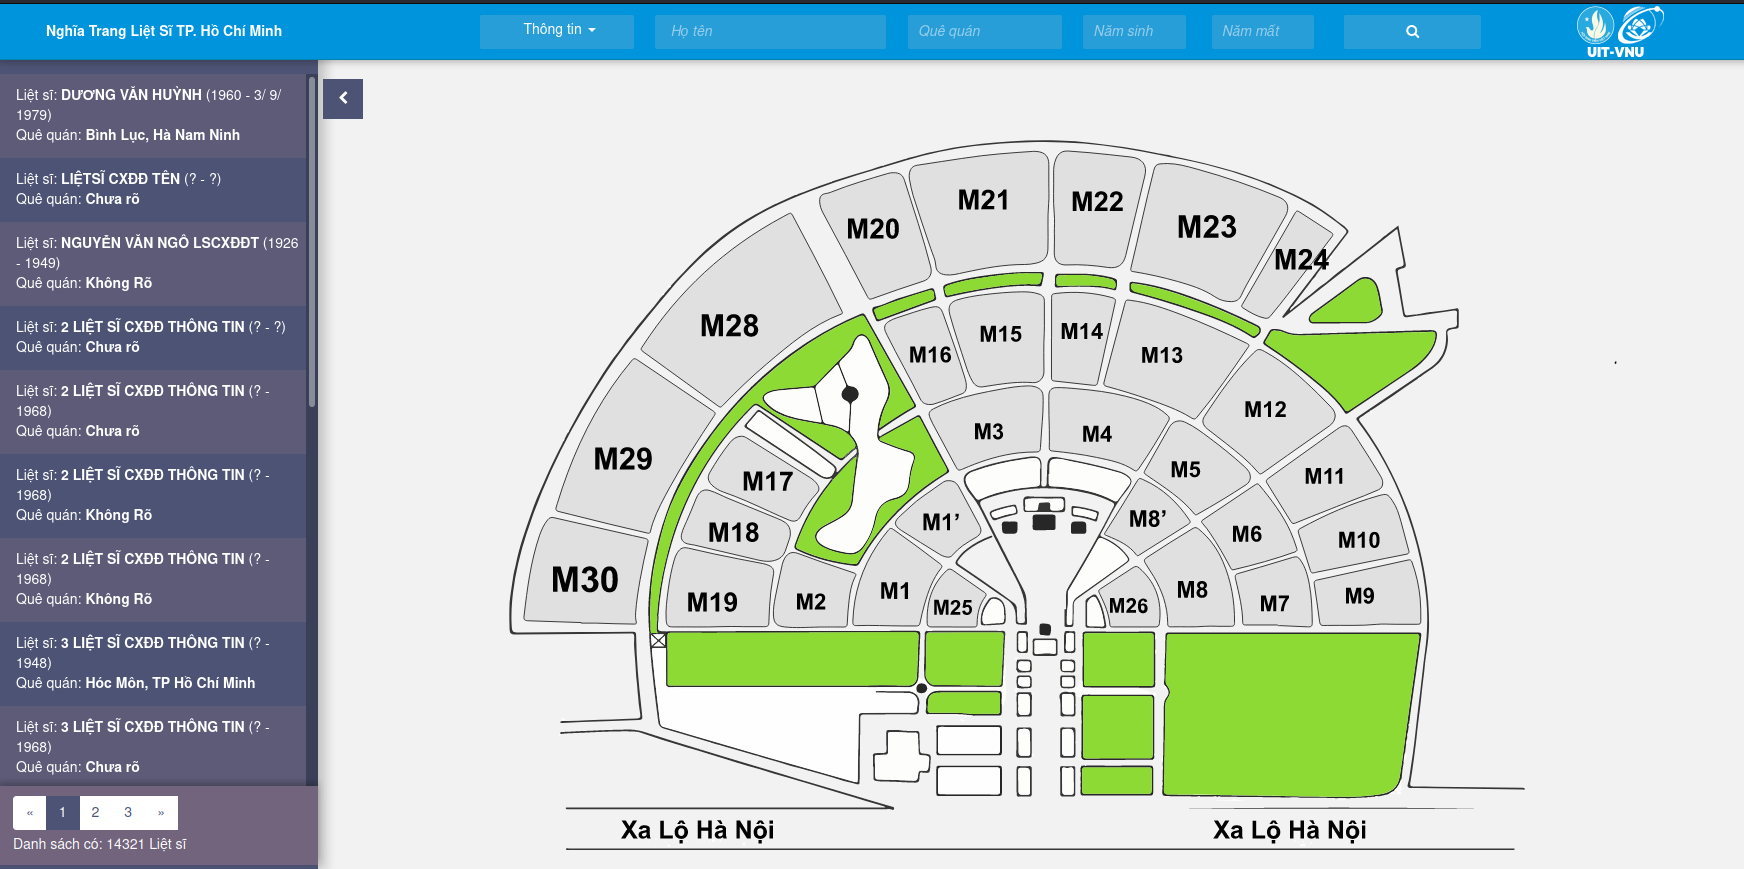 Nghĩa Trang Liệt Sĩ TP. Hồ Chí Minh
Thông tin
Họ tên
Quê quán
Năm sinh
Năm mất
UIT-VNU
Liệt sĩ: DƯƠNG VĂN HUỲNH (1960 - 3/ 9/
1979)
Quê quán: Bình Lục, Hà Nam Ninh
Liệt sĩ: LIỆTSĨ CXĐĐ TÊN (? - ?)
Quê quán: Chưa rõ
Liệt sĩ: NGUYỄN VĂN NGÔ LSCXĐĐT (1926
- 1949)
Quê quán: Không Rõ
Liệt sĩ: 2 LIỆT SĨ CXĐĐ THÔNG TIN (? - ?)
Quê quán: Chưa rõ
Liệt sĩ: 2 LIỆT SĨ CXĐĐ THÔNG TIN (? -
1968)
Quê quán: Chưa rõ
Liệt sĩ: 2 LIỆT SĨ CXĐĐ THÔNG TIN (? -
1968)
Quê quán: Không Rõ
Liệt sĩ: 2 LIỆT SĨ CXĐĐ THÔNG TIN (? -
1968)
Quê quán: Không Rõ
Liệt sĩ: 3 LIỆT SĨ CXĐĐ THÔNG TIN (? -
1948)
Quê quán: Hóc Môn, TP Hồ Chí Minh
Liệt sĩ: 3 LIỆT SĨ CXĐĐ THÔNG TIN (? -
1968)
Quê quán: Chưa rõ
« 1 2 3 »
Danh sách có: 14321 Liệt sĩ
M20
M21
M22
M23
M24
M28
M16
M15
M14
M13
M12
M29
M3
M4
M5
M11
M17
M18
M1’
M8’
M6
M10
M30
M19
M2
M1
M25
M26
M8
M7
M9
Xa Lộ Hà Nội
Xa Lộ Hà Nội